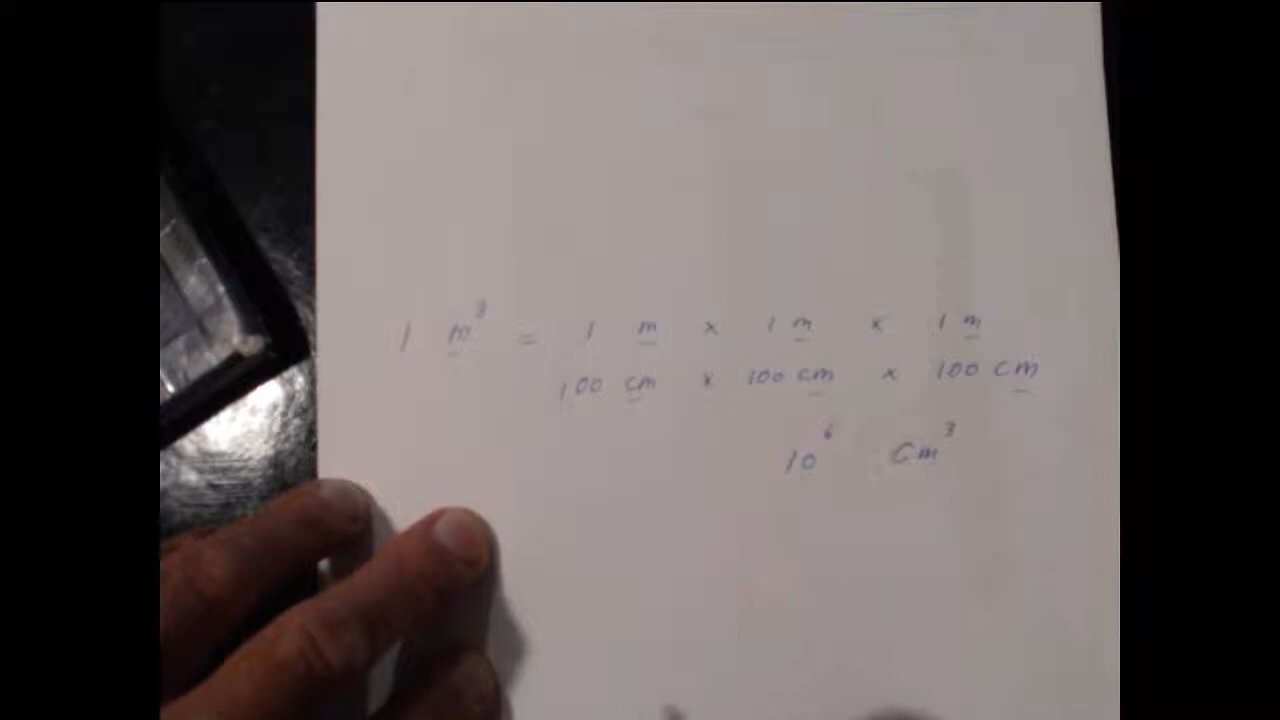 1 m³ = 1 m x 1 m x 1 m
100 cm x 100 cm x 100 cm
10⁶ cm³